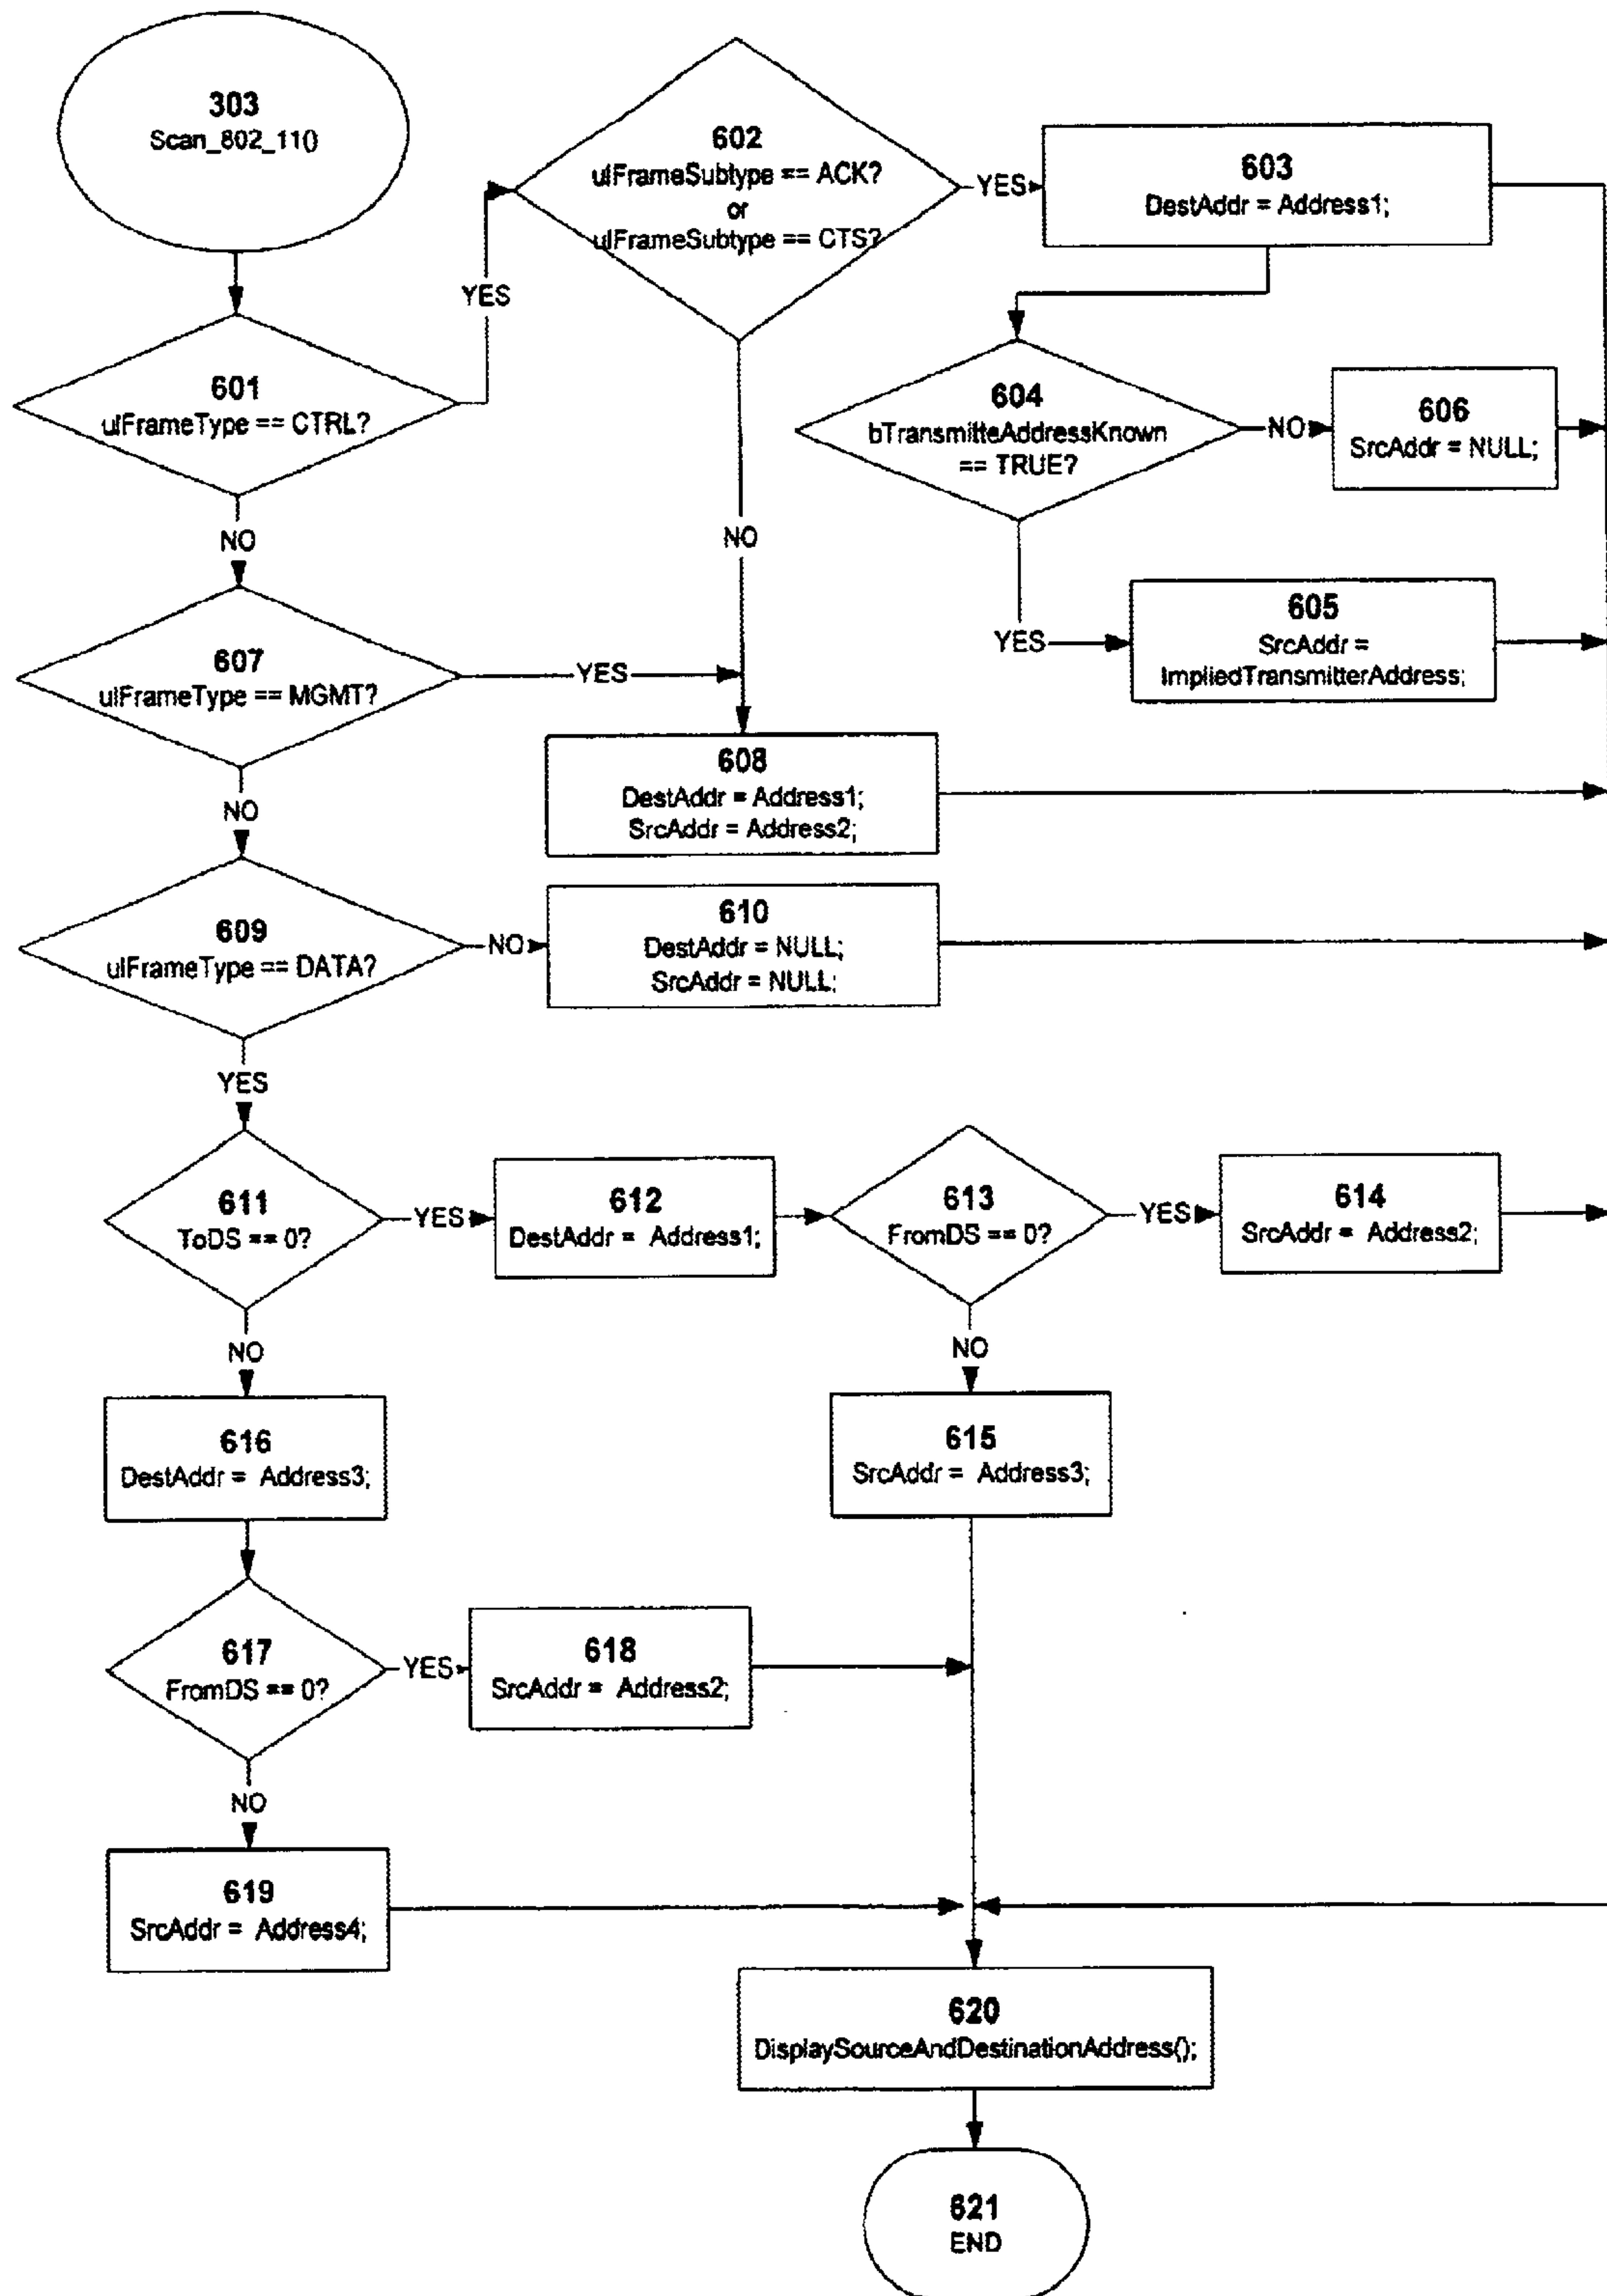 303
Scan_802_11()
602
ulFrameSubtype == ACK?
or
ulFrameSubtype == CTS?
YES
603
DestAddr = Address1;
YES
601
ulFrameType == CTRL?
604
bTransmitteAddressKnown
== TRUE?
NO
606
SrcAddr = NULL;
NO
NO
607
ulFrameType == MGMT?
YES
YES
605
SrcAddr =
ImpliedTransmitterAddress;
608
DestAddr = Address1;
SrcAddr = Address2;
NO
609
ulFrameType == DATA?
NO
610
DestAddr = NULL;
SrcAddr = NULL;
YES
611
ToDS == 0?
YES
612
DestAddr = Address1;
613
FromDS == 0?
YES
614
SrcAddr = Address2;
NO
NO
616
DestAddr = Address3;
615
SrcAddr = Address3;
617
FromDS == 0?
YES
618
SrcAddr = Address2;
NO
619
SrcAddr = Address4;
620
DisplaySourceAndDestinationAddress();
621
END